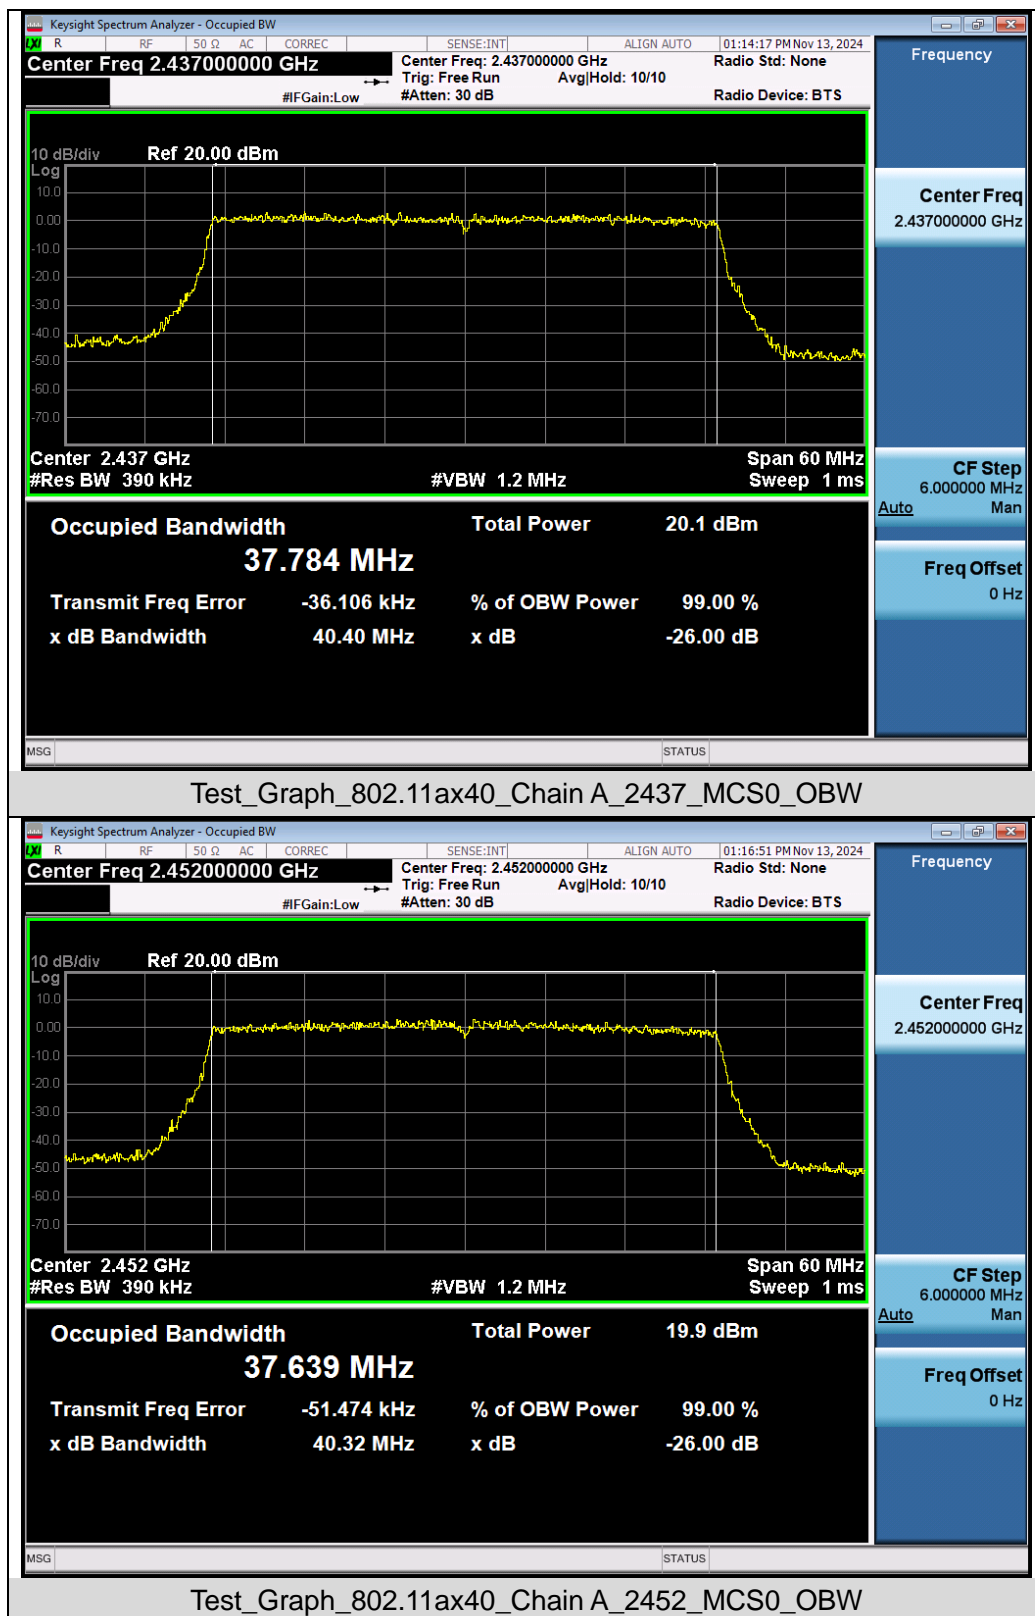 Keysight Spectrum Analyzer - Occupied BW
LXI R RF 50 Ω AC CORREC SENSE:INT ALIGN AUTO 01:14:17 PM Nov 13, 2024
Center Freq 2.437000000 GHz
Center Freq: 2.437000000 GHz Radio Std: None
Trig: Free Run Avg|Hold: 10/10
#IFGain:Low #Atten: 30 dB Radio Device: BTS
10 dB/div Ref 20.00 dBm
Log
10.0
0.00
-10.0
-20.0
-30.0
-40.0
-50.0
-60.0
-70.0
Center 2.437 GHz Span 60 MHz
#Res BW 390 kHz #VBW 1.2 MHz Sweep 1 ms
Occupied Bandwidth Total Power 20.1 dBm
37.784 MHz
Transmit Freq Error -36.106 kHz % of OBW Power 99.00 %
x dB Bandwidth 40.40 MHz x dB -26.00 dB
MSG STATUS
Frequency
Center Freq
2.437000000 GHz
CF Step
6.000000 MHz
Auto Man
Freq Offset
0 Hz
Test_Graph_802.11ax40_Chain A_2437_MCS0_OBW
Keysight Spectrum Analyzer - Occupied BW
LXI R RF 50 Ω AC CORREC SENSE:INT ALIGN AUTO 01:16:51 PM Nov 13, 2024
Center Freq 2.452000000 GHz
Center Freq: 2.452000000 GHz Radio Std: None
Trig: Free Run Avg|Hold: 10/10
#IFGain:Low #Atten: 30 dB Radio Device: BTS
10 dB/div Ref 20.00 dBm
Log
10.0
0.00
-10.0
-20.0
-30.0
-40.0
-50.0
-60.0
-70.0
Center 2.452 GHz Span 60 MHz
#Res BW 390 kHz #VBW 1.2 MHz Sweep 1 ms
Occupied Bandwidth Total Power 19.9 dBm
37.639 MHz
Transmit Freq Error -51.474 kHz % of OBW Power 99.00 %
x dB Bandwidth 40.32 MHz x dB -26.00 dB
MSG STATUS
Frequency
Center Freq
2.452000000 GHz
CF Step
6.000000 MHz
Auto Man
Freq Offset
0 Hz
Test_Graph_802.11ax40_Chain A_2452_MCS0_OBW